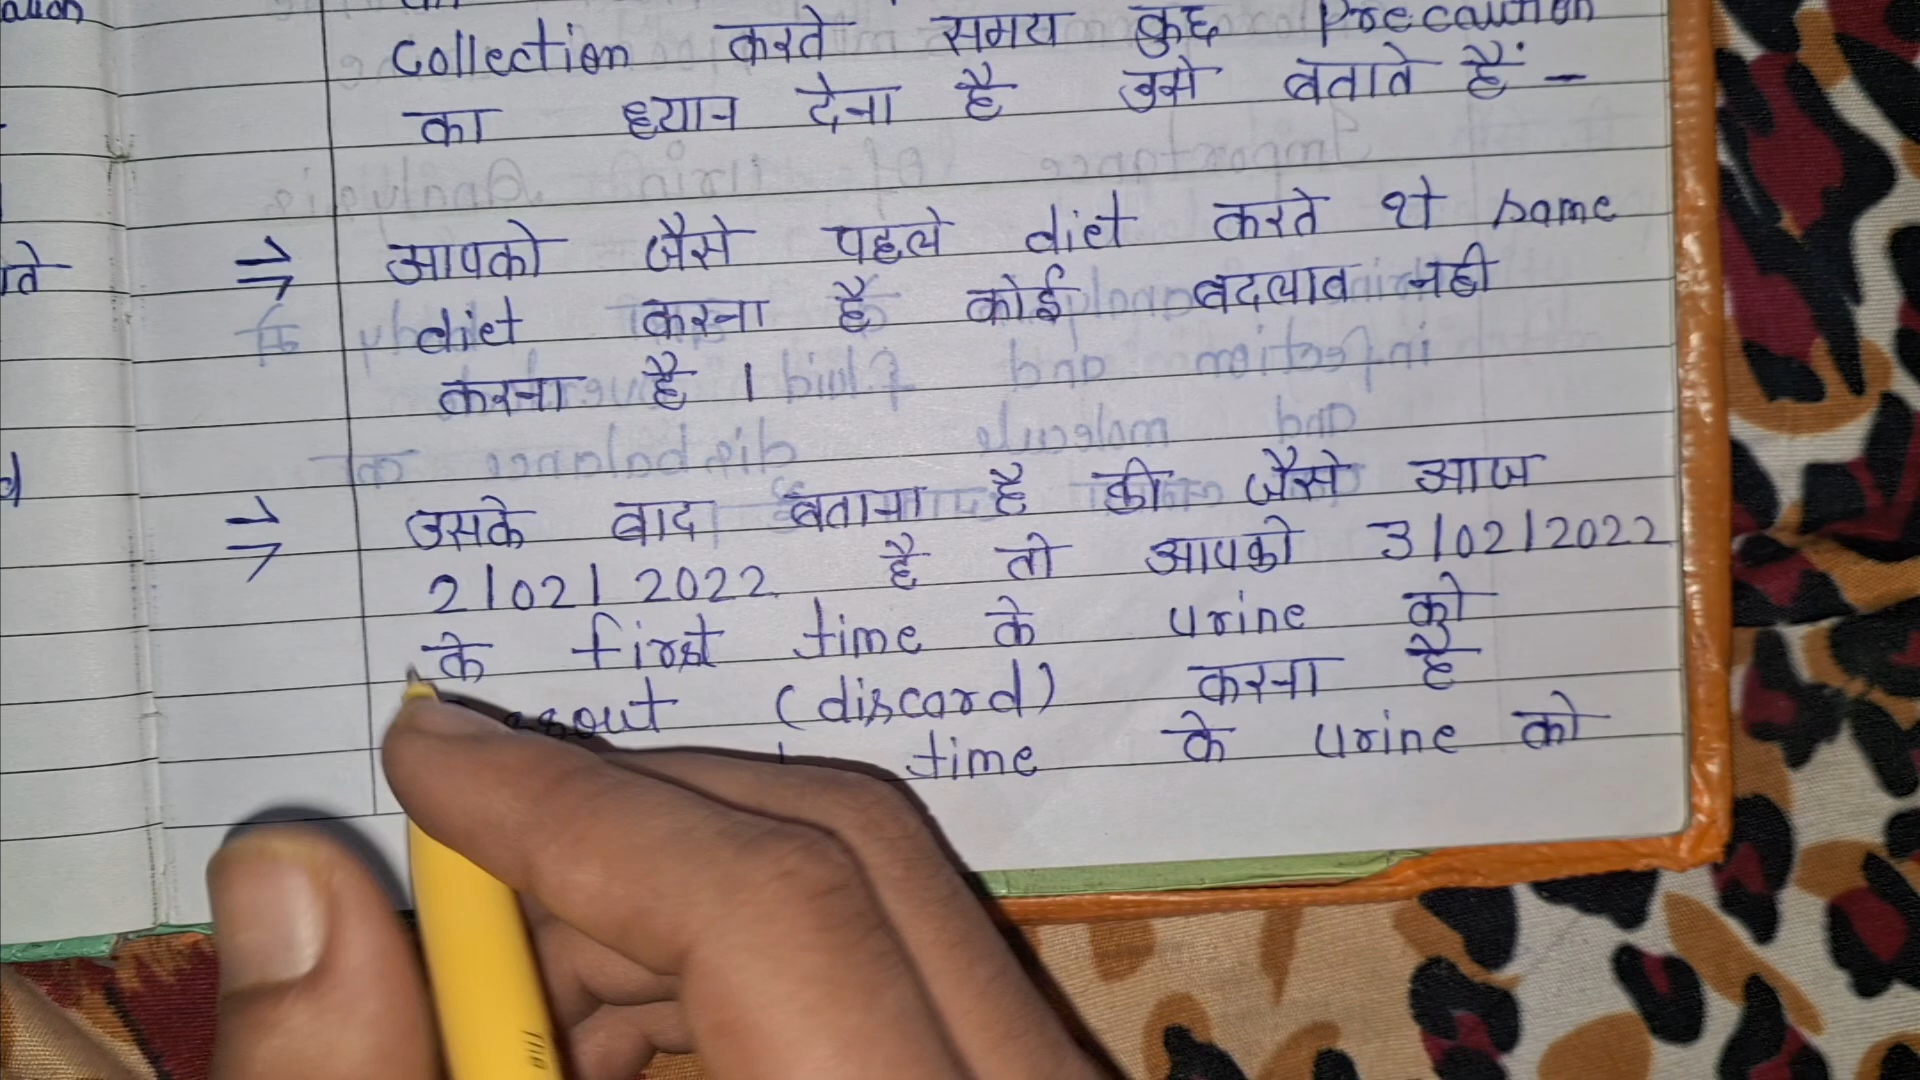 Collection करते समय कुछ Precaution
का ध्यान देना है उसे बताते हैं -
⇒ आपको जैसे पहले diet करते थे same
diet करना है कोई बदलाव नही
करना है ।
⇒ उसके बाद बताना है की जैसे आज
2/02/2022 है तो आपको 3/02/2022
के first time के urine को
(discard) करना है
time के urine को